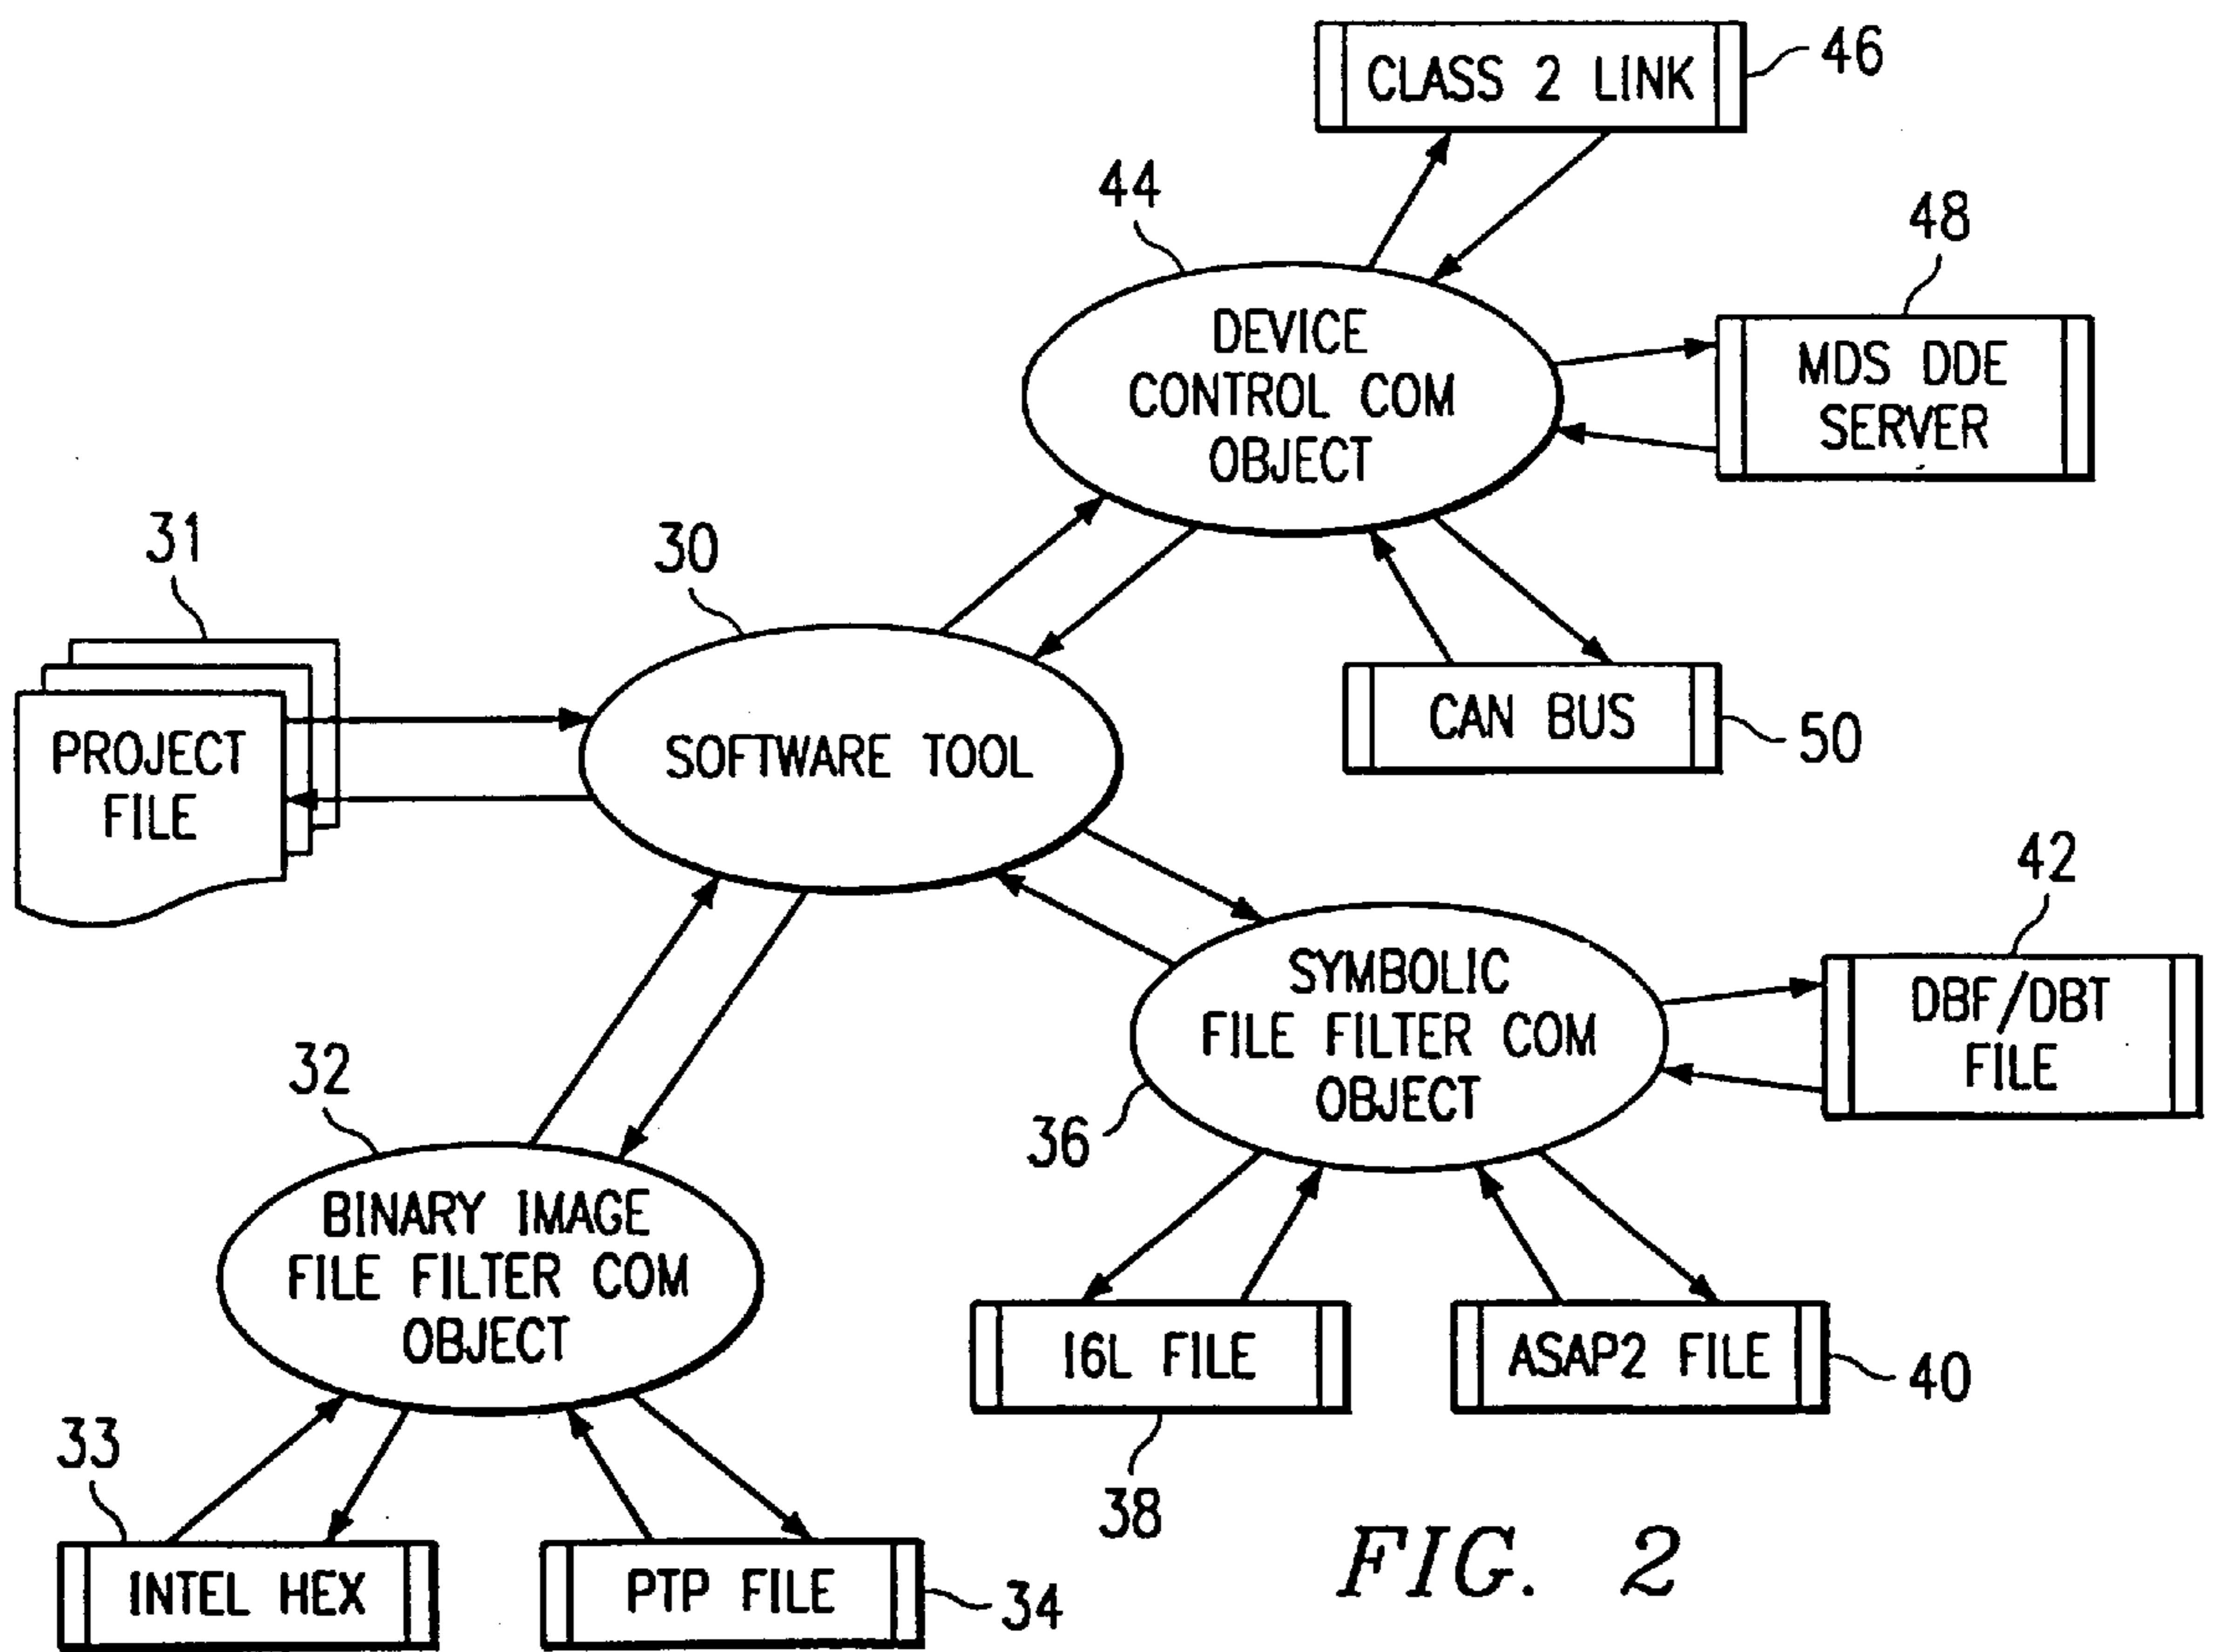 CLASS 2 LINK
46
44
48
DEVICE
CONTROL COM
OBJECT
MDS DDE
SERVER
31
30
PROJECT
FILE
SOFTWARE TOOL
CAN BUS
50
42
SYMBOLIC
FILE FILTER COM
OBJECT
DBF/DBT
FILE
32
36
BINARY IMAGE
FILE FILTER COM
OBJECT
I6L FILE
ASAP2 FILE
40
33
38
INTEL HEX
PTP FILE
34
FIG. 2